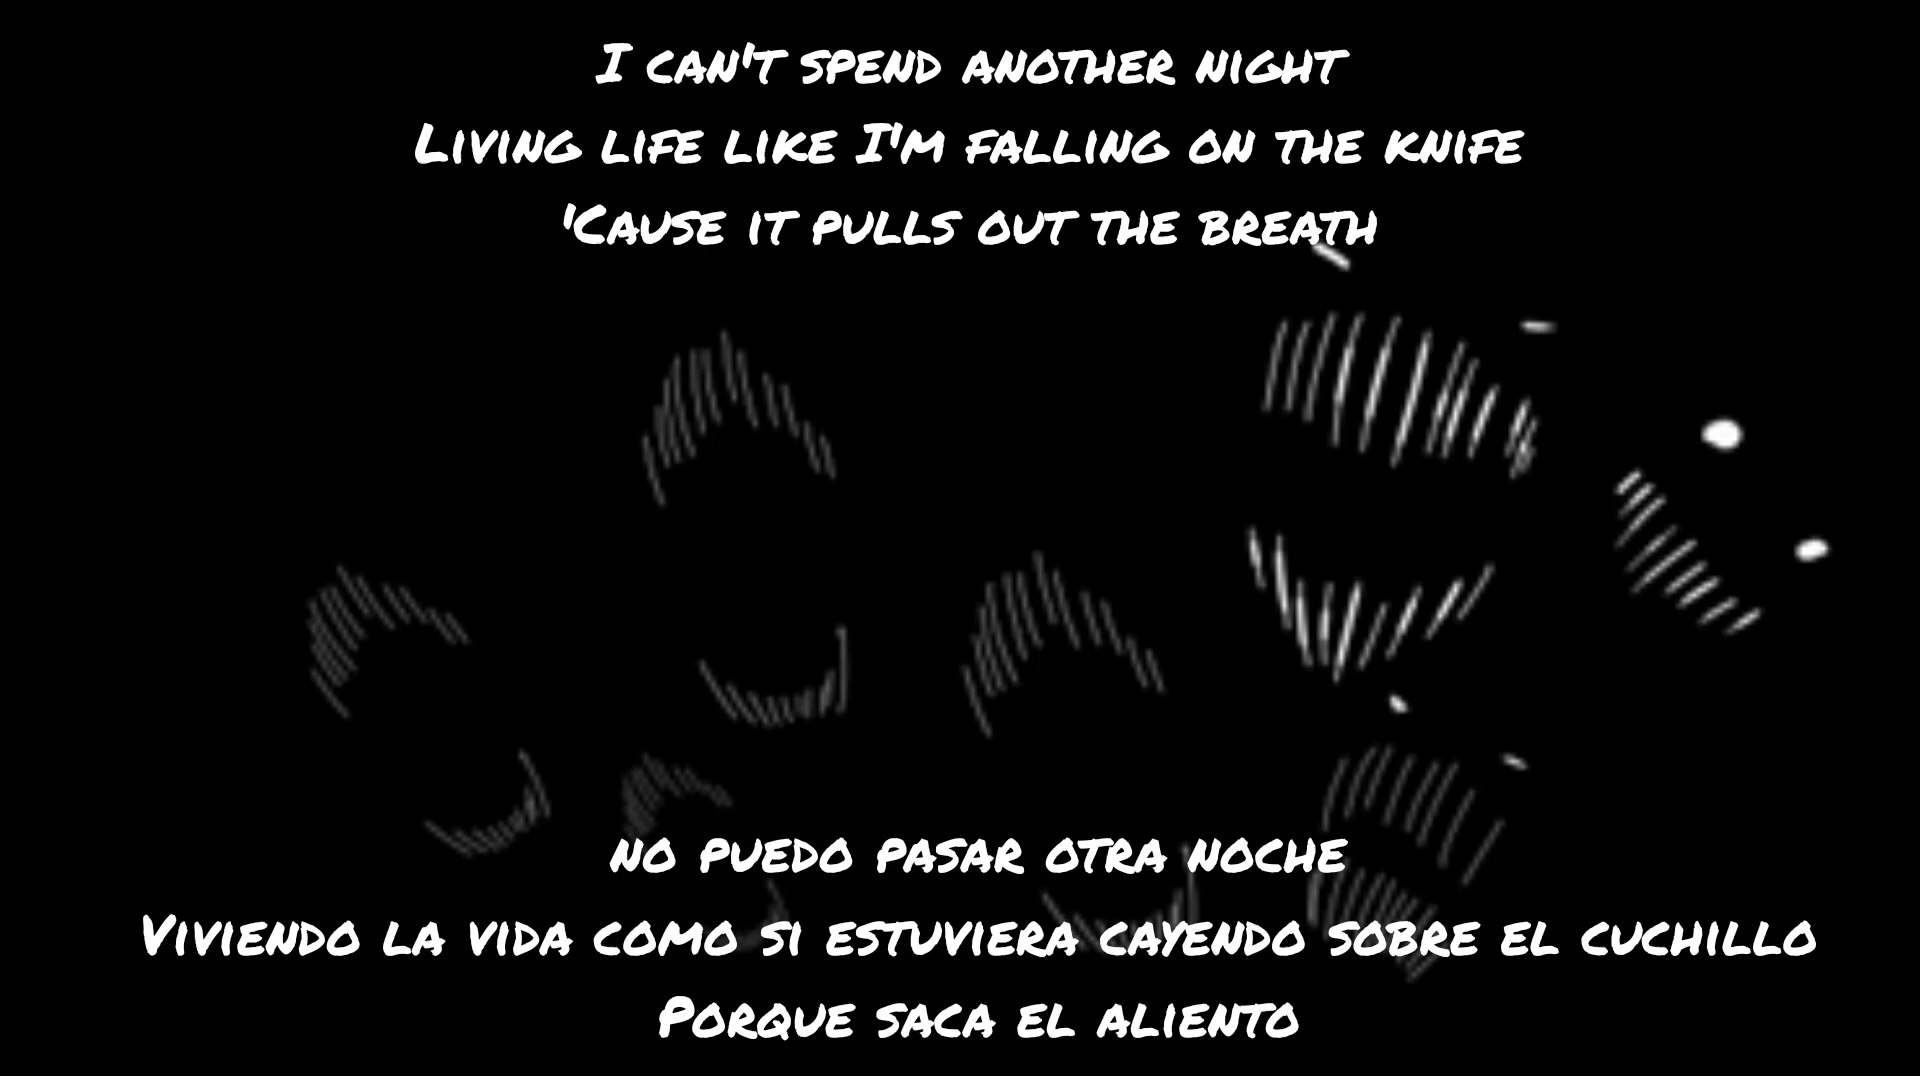 I can't spend another night
Living life like I'm falling on the knife
'Cause it pulls out the breath
no puedo pasar otra noche
Viviendo la vida como si estuviera cayendo sobre el cuchillo
Porque saca el aliento